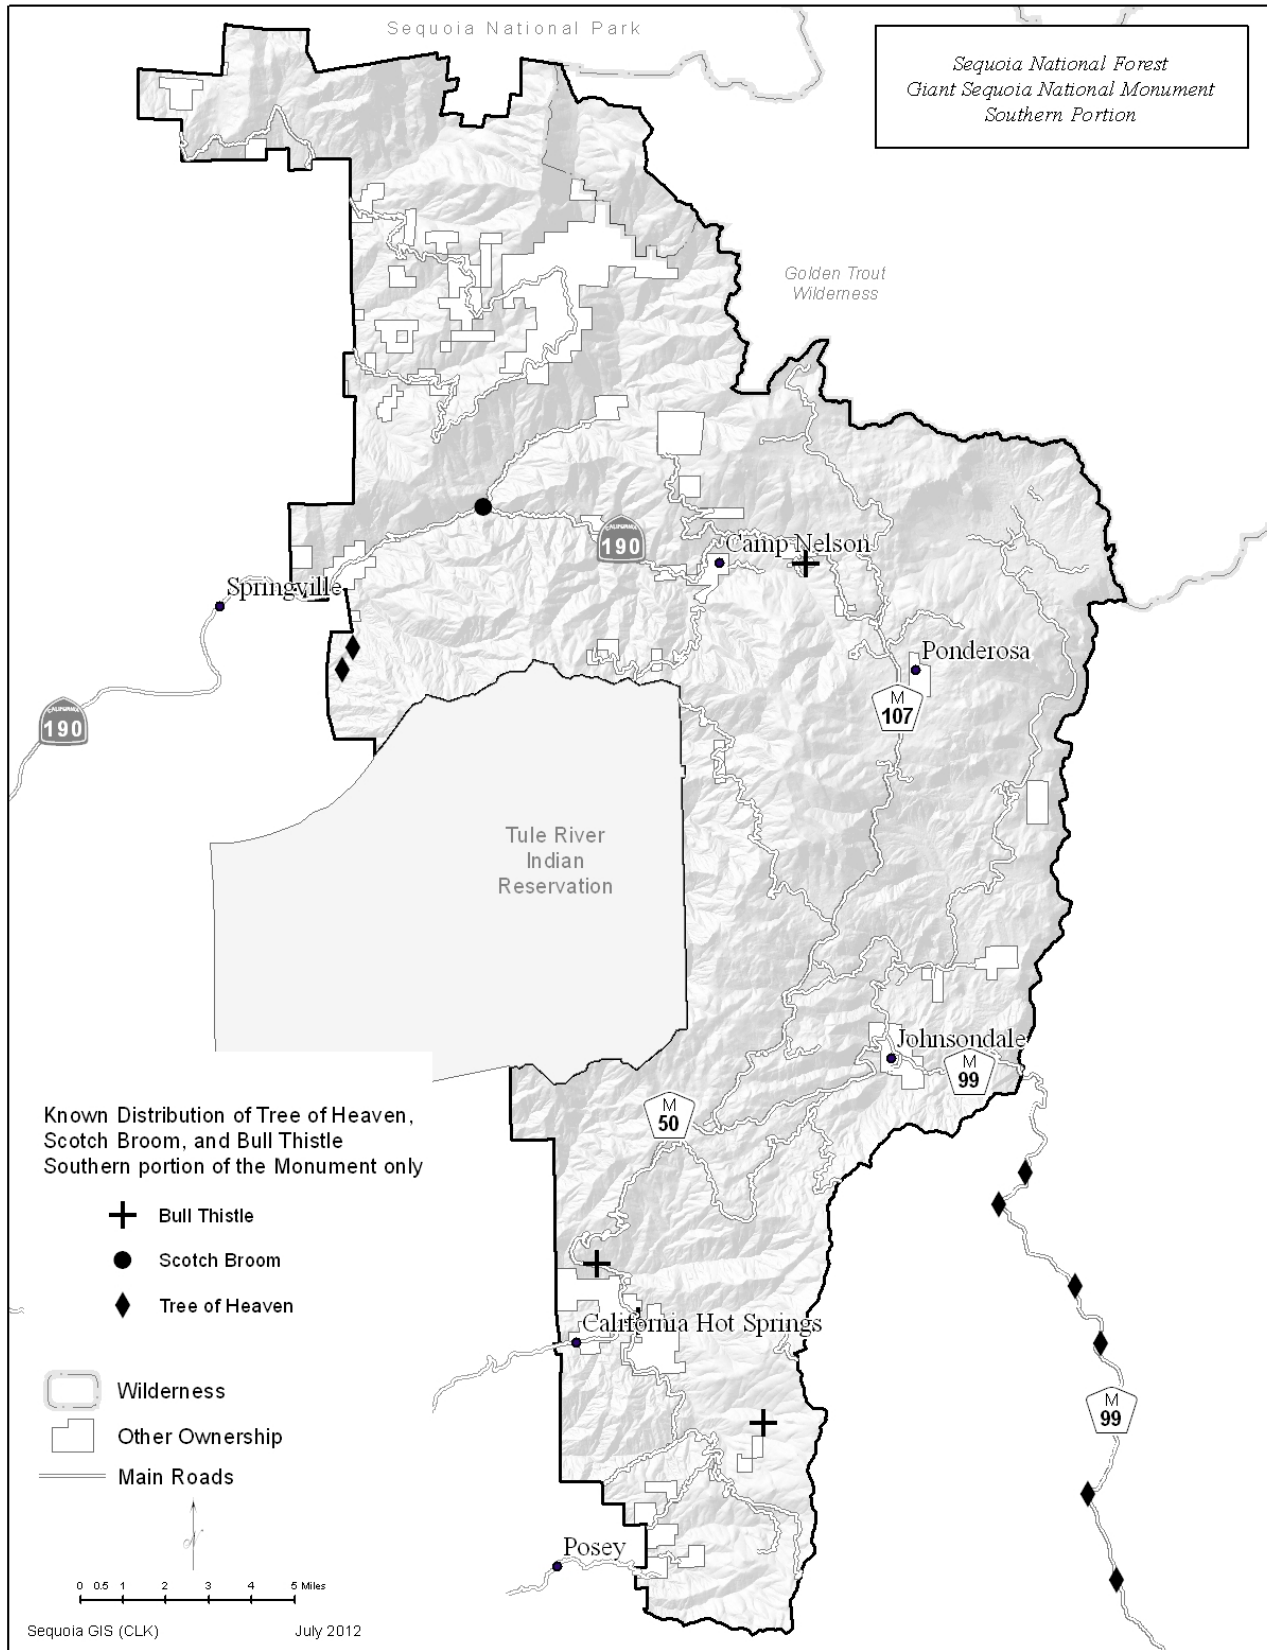 Sequoia National Park
Sequoia National Forest
Giant Sequoia National Monument
Southern Portion
Golden Trout
Wilderness
CALIFORNIA
190
Camp Nelson
Springville
Ponderosa
M
107
CALIFORNIA
190
Tule River
Indian
Reservation
Johnsondale
M
99
M
50
Known Distribution of Tree of Heaven,
Scotch Broom, and Bull Thistle
Southern portion of the Monument only
Bull Thistle
Scotch Broom
Tree of Heaven
California Hot Springs
Wilderness
Other Ownership
Main Roads
M
99
N
Posey
0 0.5 1 2 3 4 5 Miles
Sequoia GIS (CLK)
July 2012